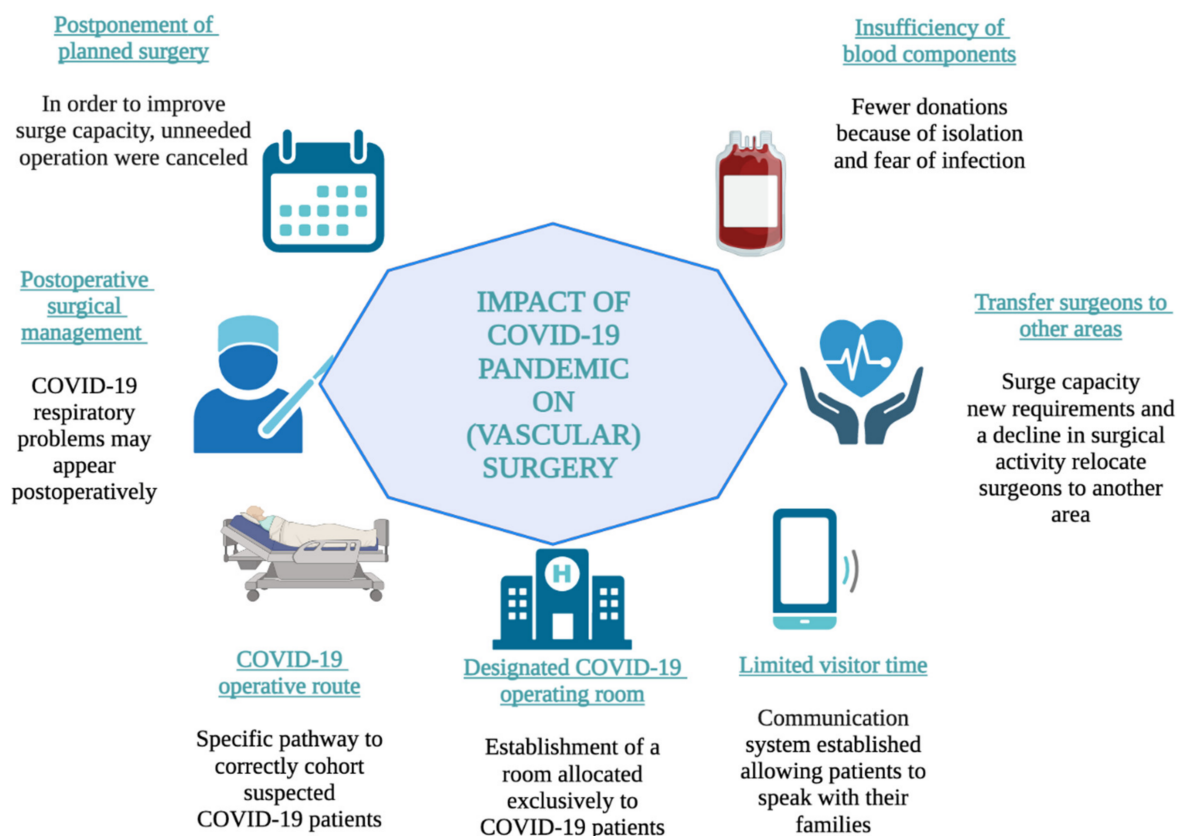 Postponement of
planned surgery
In order to improve
surge capacity, unneeded
operation were canceled
Insufficiency of
blood components
Fewer donations
because of isolation
and fear of infection
Postoperative
surgical
management
COVID-19
respiratory
problems may
appear
postoperatively
IMPACT OF
COVID-19
PANDEMIC
ON
(VASCULAR)
SURGERY
Transfer surgeons to
other areas
Surge capacity
new requirements and
a decline in surgical
activity relocate
surgeons to another
area
H
COVID-19
operative route
Specific pathway to
correctly cohort
suspected
COVID-19 patients
Designated COVID-19
operating room
Establishment of a
room allocated
exclusively to
COVID-19 patients
Limited visitor time
Communication
system established
allowing patients to
speak with their
families